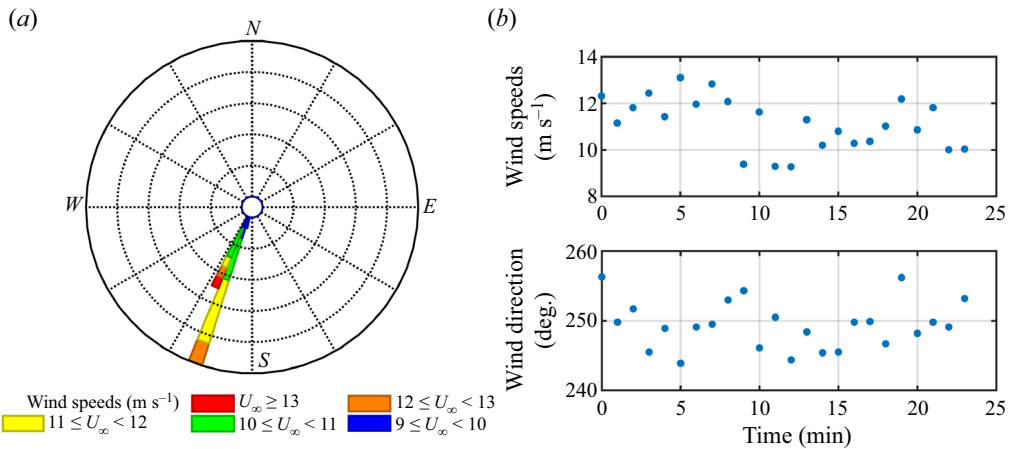 (a)
N
W
E
S
Wind speeds (m s⁻¹)
U∞ ≥ 13
12 ≤ U∞ < 13
11 ≤ U∞ < 12
10 ≤ U∞ < 11
9 ≤ U∞ < 10
(b)
Wind speeds
(m s⁻¹)
14
12
10
8
0 5 10 15 20 25
Wind direction
(deg.)
260
250
240
0 5 10 15 20 25
Time (min)